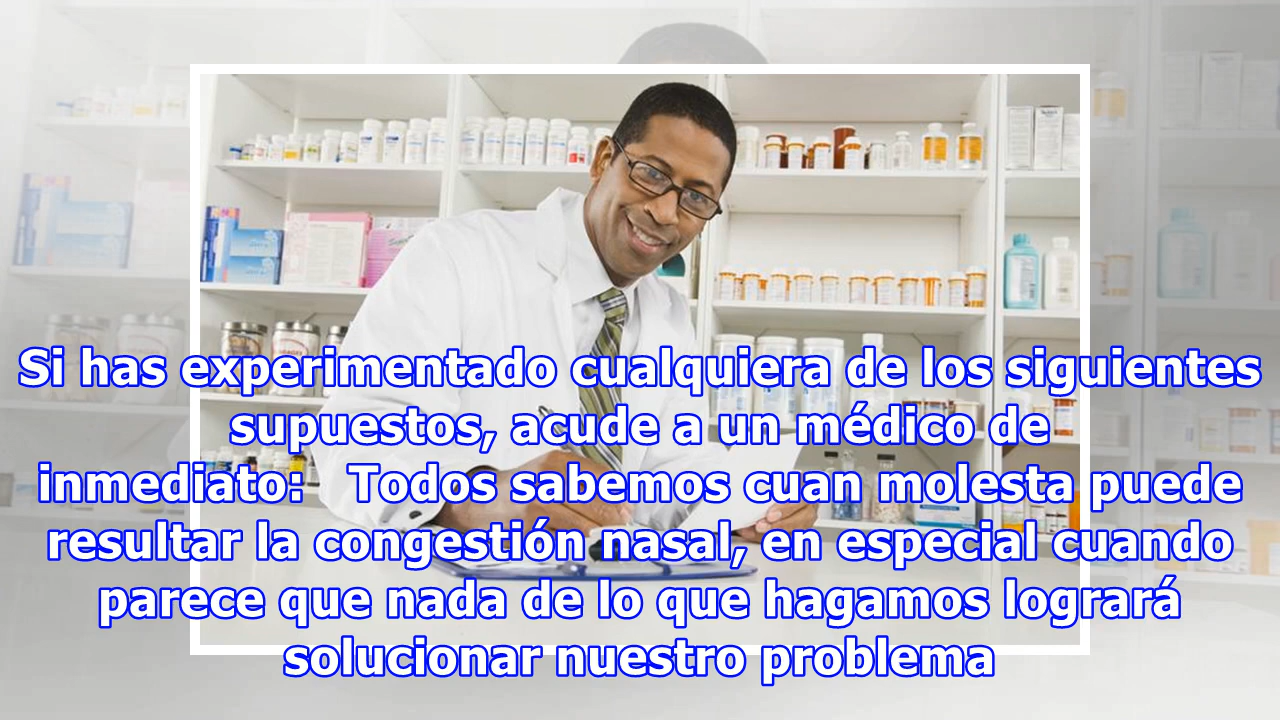 Si has experimentado cualquiera de los siguientes
supuestos, acude a un médico de
inmediato:   Todos sabemos cuan molesta puede
resultar la congestión nasal, en especial cuando
parece que nada de lo que hagamos logrará
solucionar nuestro problema